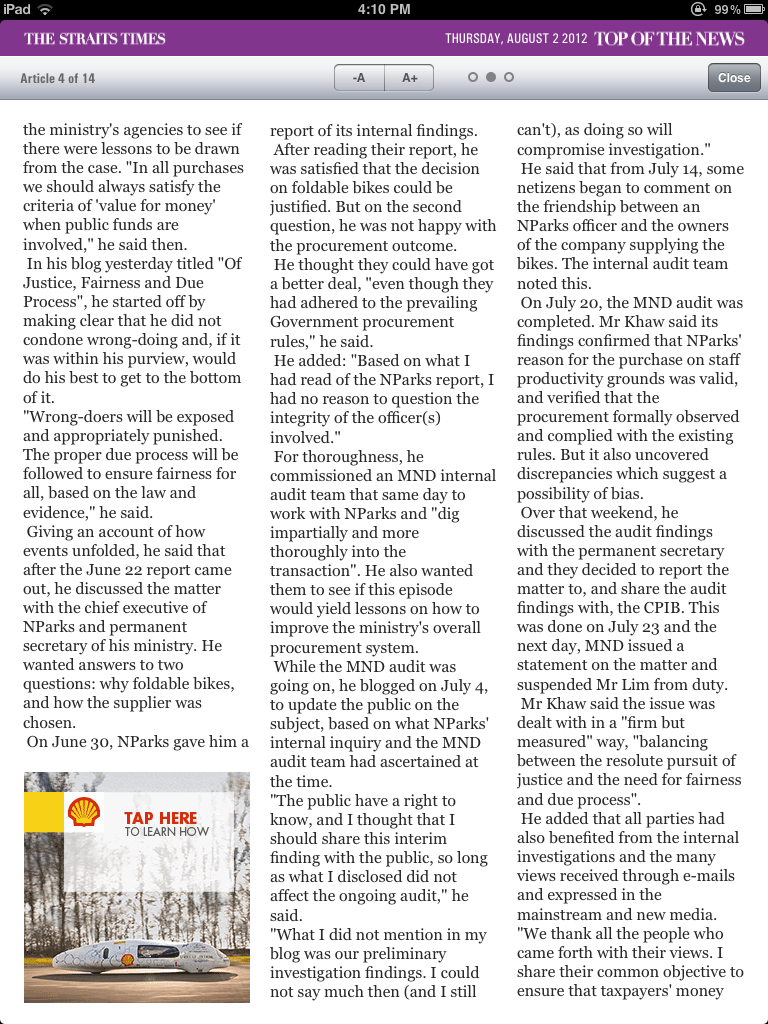 iPad
4:10 PM
99%
THE STRAITS TIMES
THURSDAY, AUGUST 2 2012 TOP OF THE NEWS
Article 4 of 14
-A
A+
Close
the ministry's agencies to see if
there were lessons to be drawn
from the case. "In all purchases
we should always satisfy the
criteria of 'value for money'
when public funds are
involved," he said then.
In his blog yesterday titled "Of
Justice, Fairness and Due
Process", he started off by
making clear that he did not
condone wrong-doing and, if it
was within his purview, would
do his best to get to the bottom
of it.
"Wrong-doers will be exposed
and appropriately punished.
The proper due process will be
followed to ensure fairness for
all, based on the law and
evidence," he said.
Giving an account of how
events unfolded, he said that
after the June 22 report came
out, he discussed the matter
with the chief executive of
NParks and permanent
secretary of his ministry. He
wanted answers to two
questions: why foldable bikes,
and how the supplier was
chosen.
On June 30, NParks gave him a
TAP HERE
TO LEARN HOW
report of its internal findings.
After reading their report, he
was satisfied that the decision
on foldable bikes could be
justified. But on the second
question, he was not happy with
the procurement outcome.
He thought they could have got
a better deal, "even though they
had adhered to the prevailing
Government procurement
rules," he said.
He added: "Based on what I
had read of the NParks report, I
had no reason to question the
integrity of the officer(s)
involved."
For thoroughness, he
commissioned an MND internal
audit team that same day to
work with NParks and "dig
impartially and more
thoroughly into the
transaction". He also wanted
them to see if this episode
would yield lessons on how to
improve the ministry's overall
procurement system.
While the MND audit was
going on, he blogged on July 4,
to update the public on the
subject, based on what NParks'
internal inquiry and the MND
audit team had ascertained at
the time.
"The public have a right to
know, and I thought that I
should share this interim
finding with the public, so long
as what I disclosed did not
affect the ongoing audit," he
said.
"What I did not mention in my
blog was our preliminary
investigation findings. I could
not say much then (and I still
can't), as doing so will
compromise investigation."
He said that from July 14, some
netizens began to comment on
the friendship between an
NParks officer and the owners
of the company supplying the
bikes. The internal audit team
noted this.
On July 20, the MND audit was
completed. Mr Khaw said its
findings confirmed that NParks'
reason for the purchase on staff
productivity grounds was valid,
and verified that the
procurement formally observed
and complied with the existing
rules. But it also uncovered
discrepancies which suggest a
possibility of bias.
Over that weekend, he
discussed the audit findings
with the permanent secretary
and they decided to report the
matter to, and share the audit
findings with, the CPIB. This
was done on July 23 and the
next day, MND issued a
statement on the matter and
suspended Mr Lim from duty.
Mr Khaw said the issue was
dealt with in a "firm but
measured" way, "balancing
between the resolute pursuit of
justice and the need for fairness
and due process".
He added that all parties had
also benefited from the internal
investigations and the many
views received through e-mails
and expressed in the
mainstream and new media.
"We thank all the people who
came forth with their views. I
share their common objective to
ensure that taxpayers' money